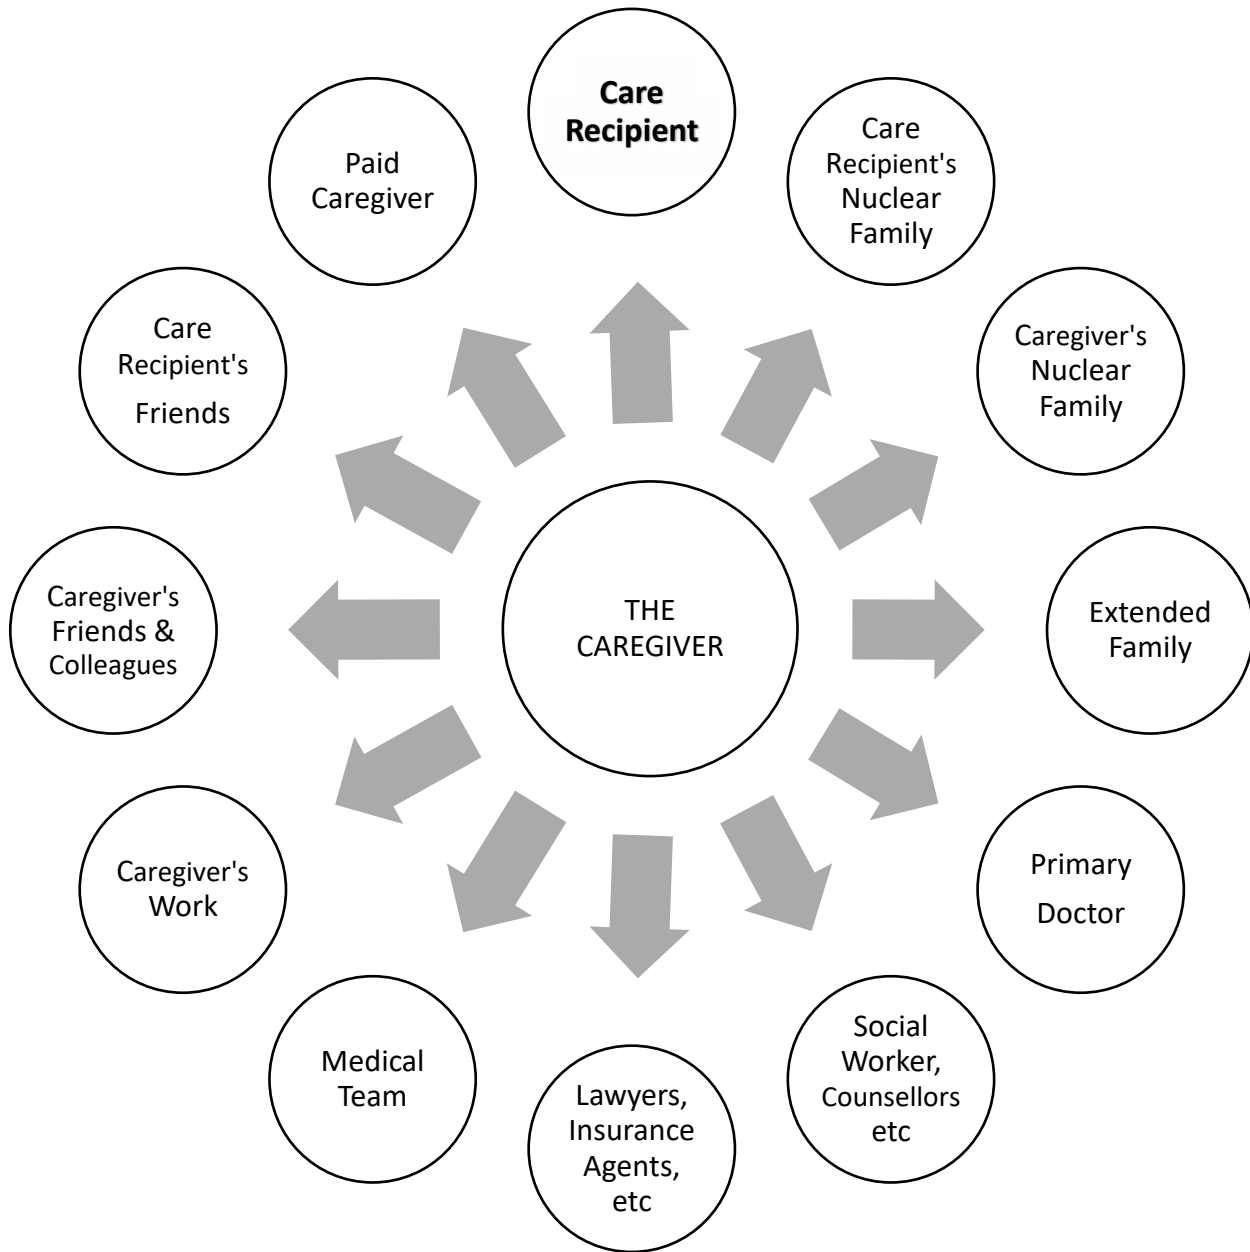 Care
Recipient
Care
Recipient's
Nuclear
Family
Caregiver's
Nuclear
Family
Extended
Family
Primary
Doctor
Social
Worker,
Counsellors
etc
Lawyers,
Insurance
Agents,
etc
Medical
Team
Caregiver's
Work
Caregiver's
Friends &
Colleagues
Care
Recipient's
Friends
Paid
Caregiver
THE
CAREGIVER